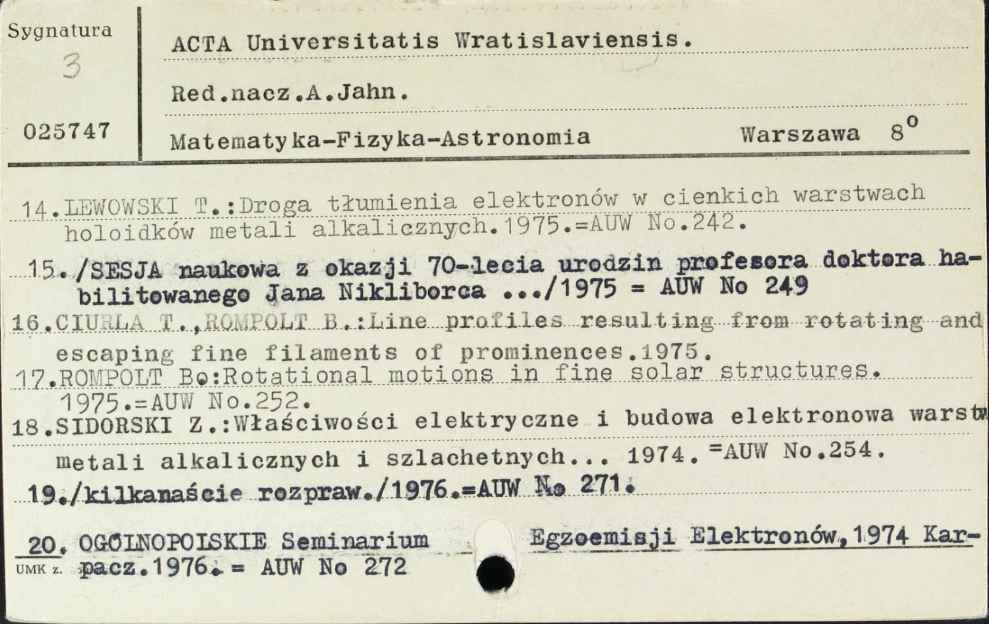 Sygnatura
3
025747
ACTA Universitatis Wratislaviensis.
Red.nacz.A.Jahn.
Matematyka-Fizyka-Astronomia Warszawa 8º
14.LEWOWSKI T.:Droga tłumienia elektronów w cienkich warstwach
holoidków metali alkalicznych.1975.=AUW No.242.
15./SESJA naukowa z okazji 70-lecia urodzin profesora doktora ha-
bilitowanego Jana Nikliborca .../1975 = AUW No 249
16.CIURLA T.,ROMPOLT B.:Line profiles resulting from rotating and
escaping fine filaments of prominences.1975.
17.ROMPOLT B.:Rotational motions in fine solar structures.
1975.=AUW No.252.
18.SIDORSKI Z.:Właściwości elektryczne i budowa elektronowa warstw
metali alkalicznych i szlachetnych... 1974.=AUW No.254.
19./kilkanaście rozpraw./1976.=AUW No 271.
20. OGÓLNOPOLSKIE Seminarium Egzoemisji Elektronów,1974 Kar-
UMK z. pacz.1976. = AUW No 272